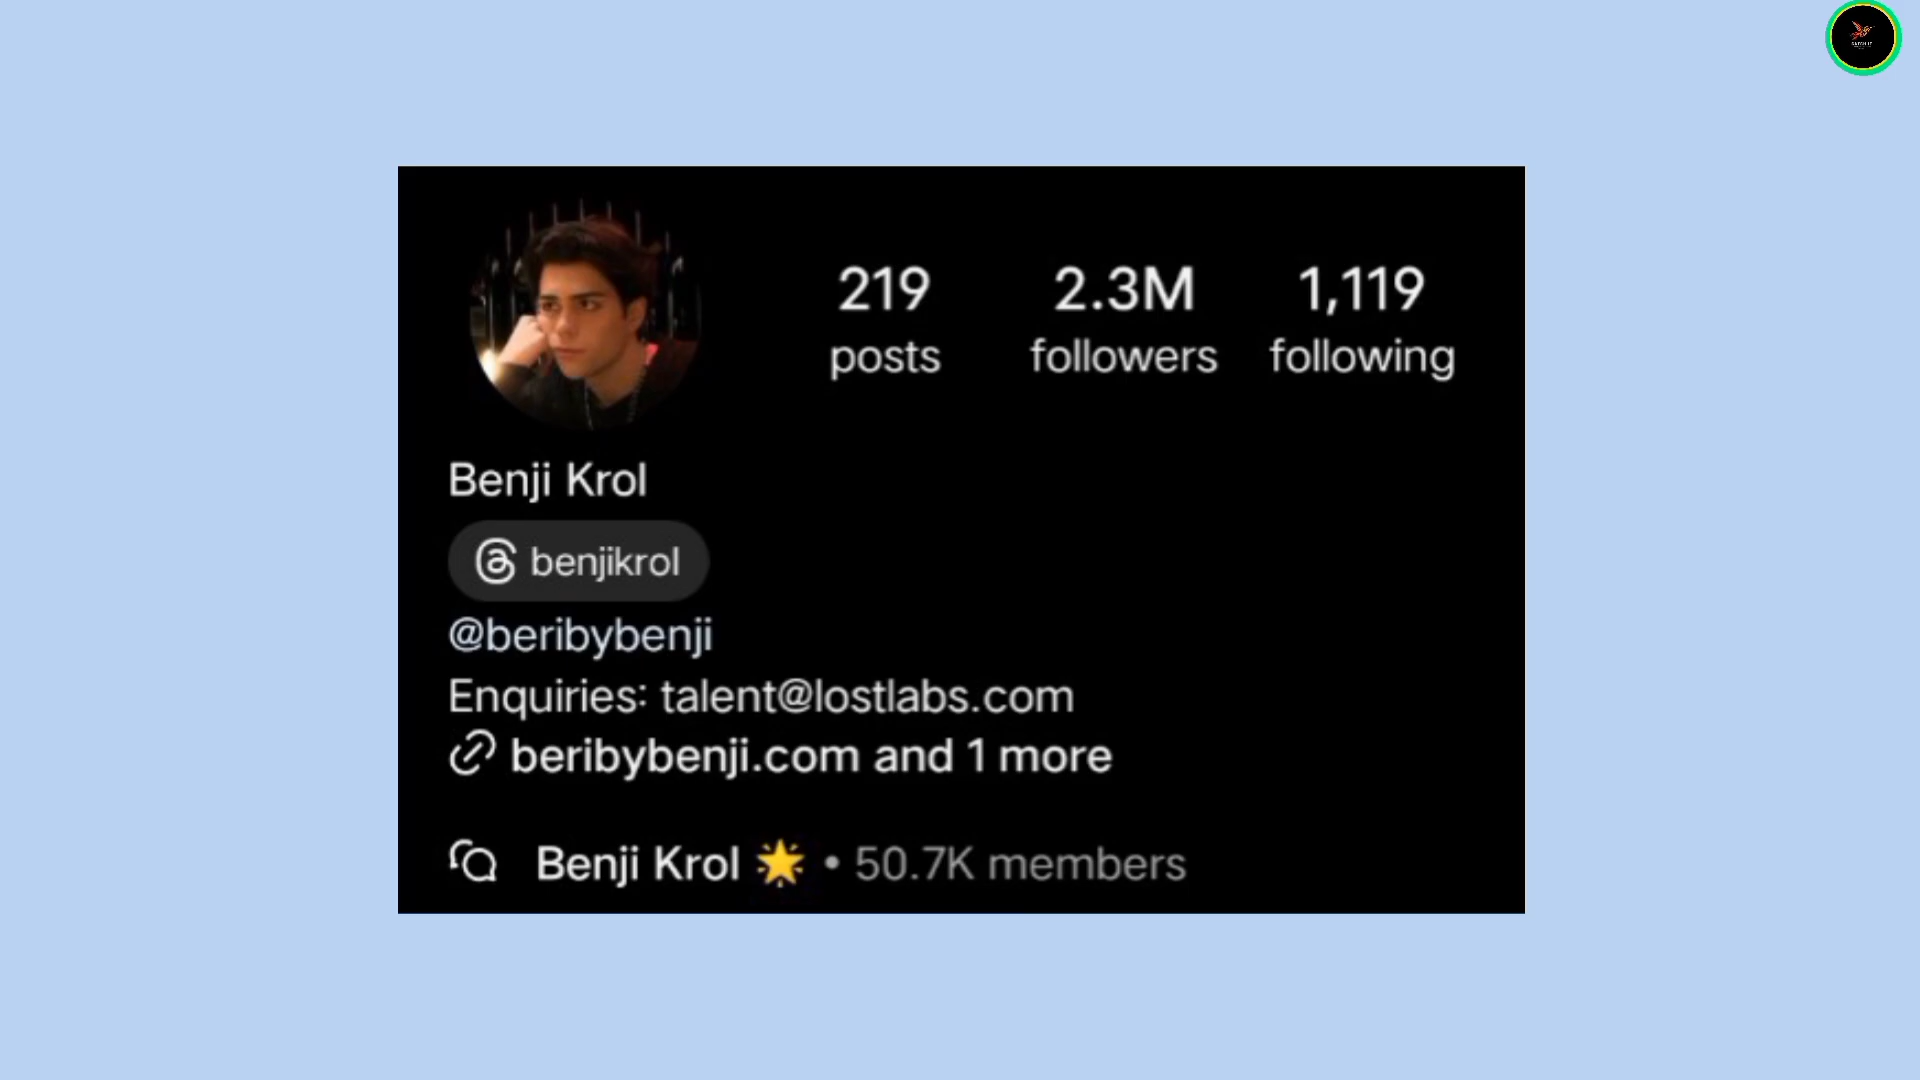 219 2.3M 1,119
posts followers following
Benji Krol
benjikrol
@beribybenji
Enquiries: talent@lostlabs.com
beribybenji.com and 1 more
Benji Krol 🌟 • 50.7K members